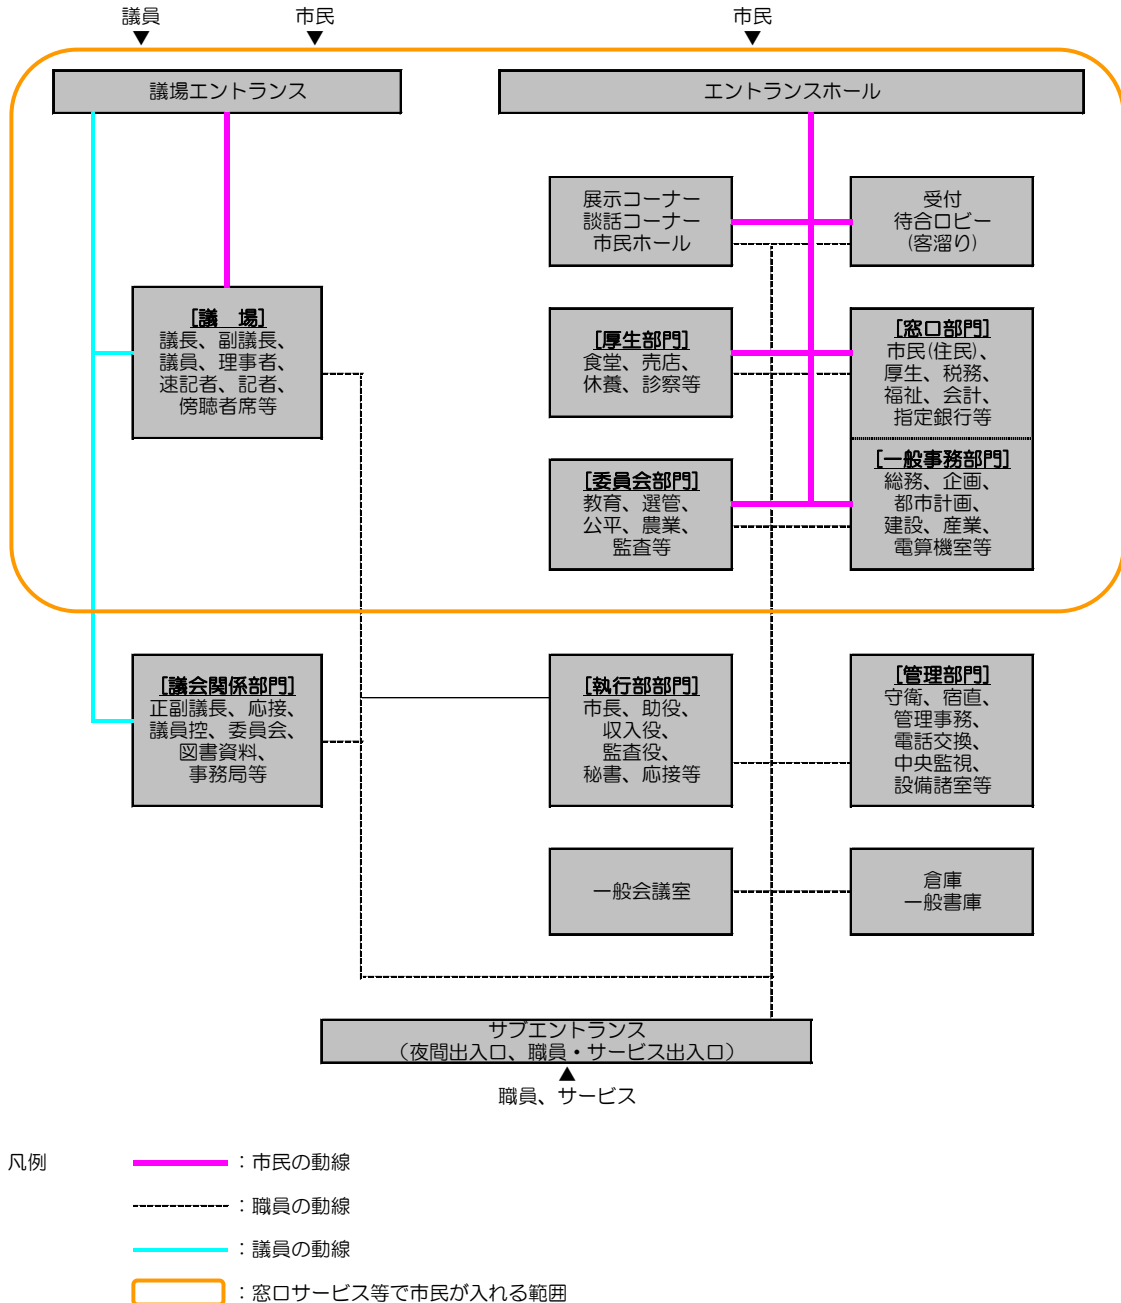 議員
市民
市民
▼
▼
▼
議場エントランス
エントランスホール
展示コーナー
談話コーナー
市民ホール
受付
待合ロビー
(客溜り)
[議　場]
議長、副議長、
議員、理事者、
速記者、記者、
傍聴者席等
[厚生部門]
食堂、売店、
休養、診察等
[窓口部門]
市民(住民)、
厚生、税務、
福祉、会計、
指定銀行等
[委員会部門]
教育、選管、
公平、農業、
監査等
[一般事務部門]
総務、企画、
都市計画、
建設、産業、
電算機室等
[議会関係部門]
正副議長、応接、
議員控、委員会、
図書資料、
事務局等
[執行部部門]
市長、助役、
収入役、
監査役、
秘書、応接等
[管理部門]
守衛、宿直、
管理事務、
電話交換、
中央監視、
設備諸室等
一般会議室
倉庫
一般書庫
サブエントランス
（夜間出入口、職員・サービス出入口）
▲
職員、サービス
凡例
：市民の動線
：職員の動線
：議員の動線
：窓口サービス等で市民が入れる範囲